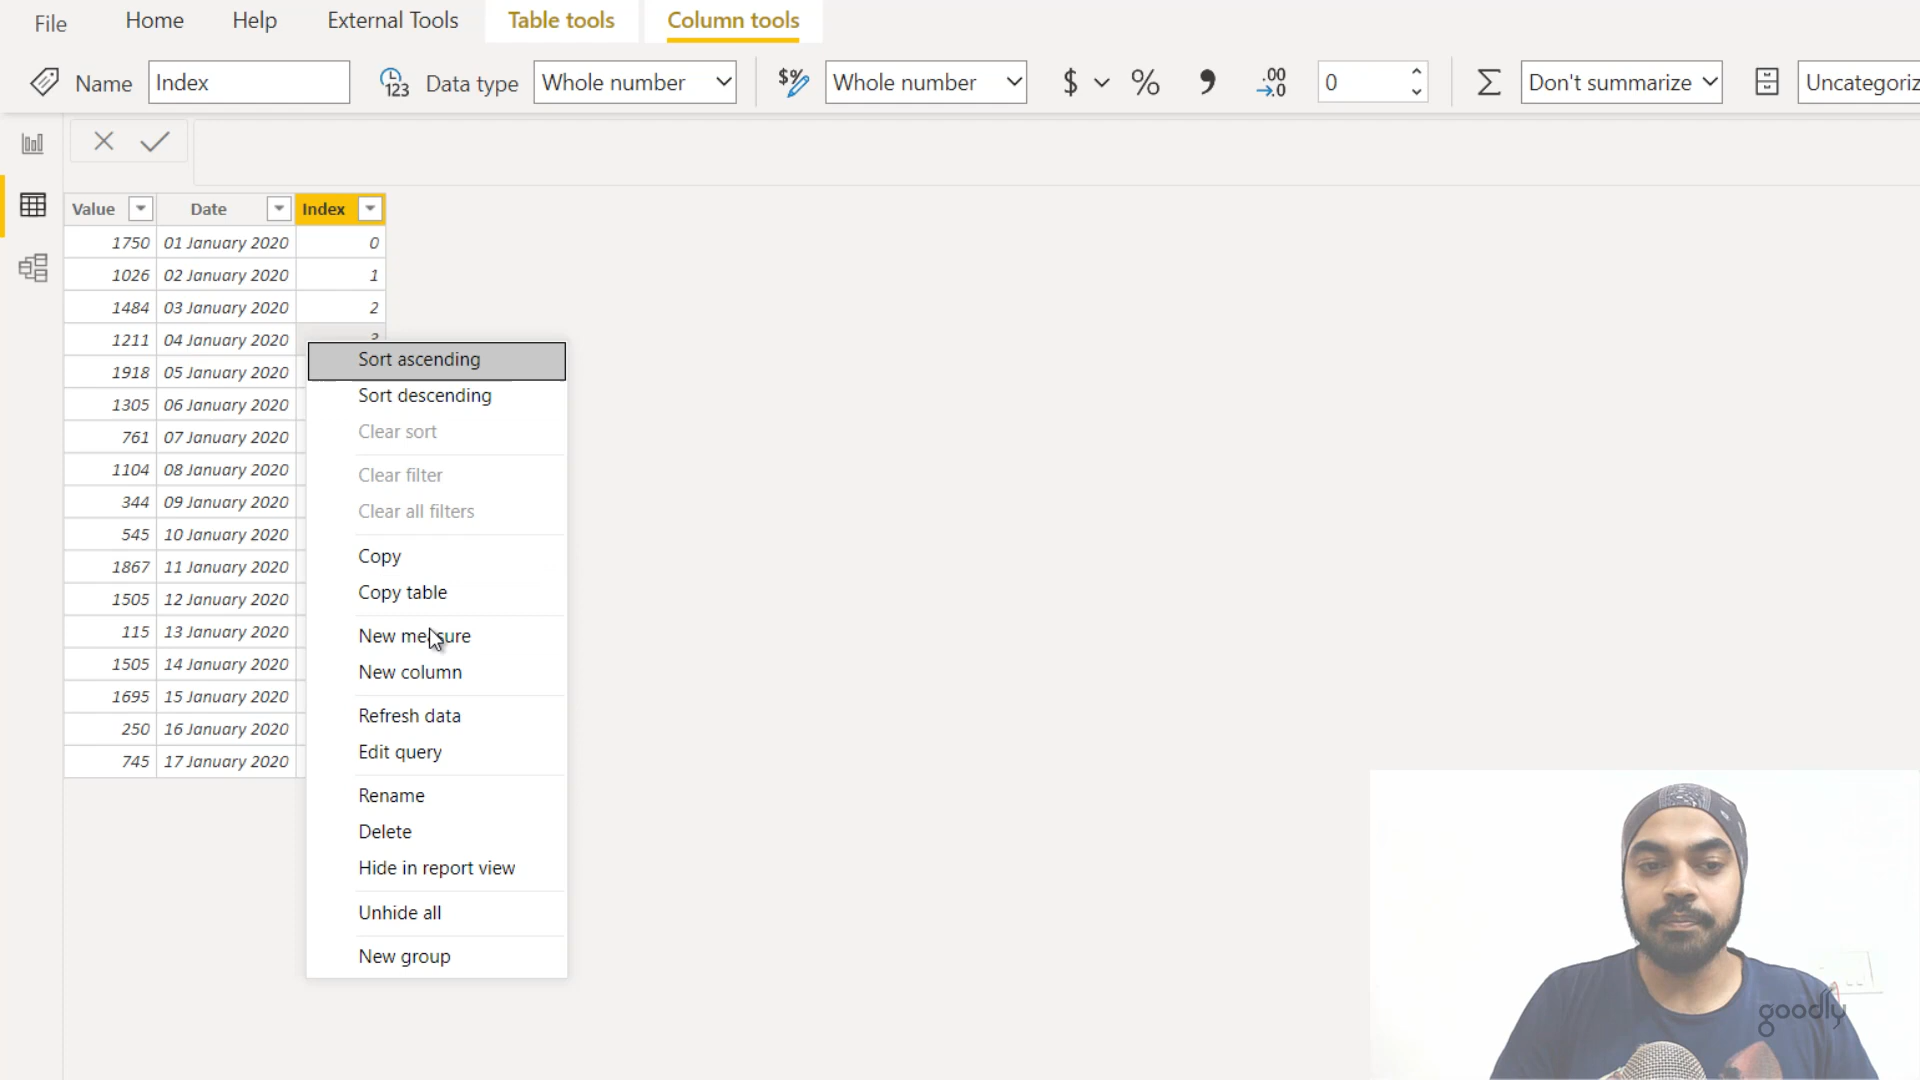 File Home Help External Tools Table tools Column tools
Name Index Data type Whole number Whole number $ % 0 Don't summarize Uncategoriz
Value Date Index
1750 01 January 2020 0
1026 02 January 2020 1
1484 03 January 2020 2
1211 04 January 2020
1918 05 January 2020
1305 06 January 2020
761 07 January 2020
1104 08 January 2020
344 09 January 2020
545 10 January 2020
1867 11 January 2020
1505 12 January 2020
115 13 January 2020
1505 14 January 2020
1695 15 January 2020
250 16 January 2020
745 17 January 2020
Sort ascending
Sort descending
Clear sort
Clear filter
Clear all filters
Copy
Copy table
New measure
New column
Refresh data
Edit query
Rename
Delete
Hide in report view
Unhide all
New group
goodly